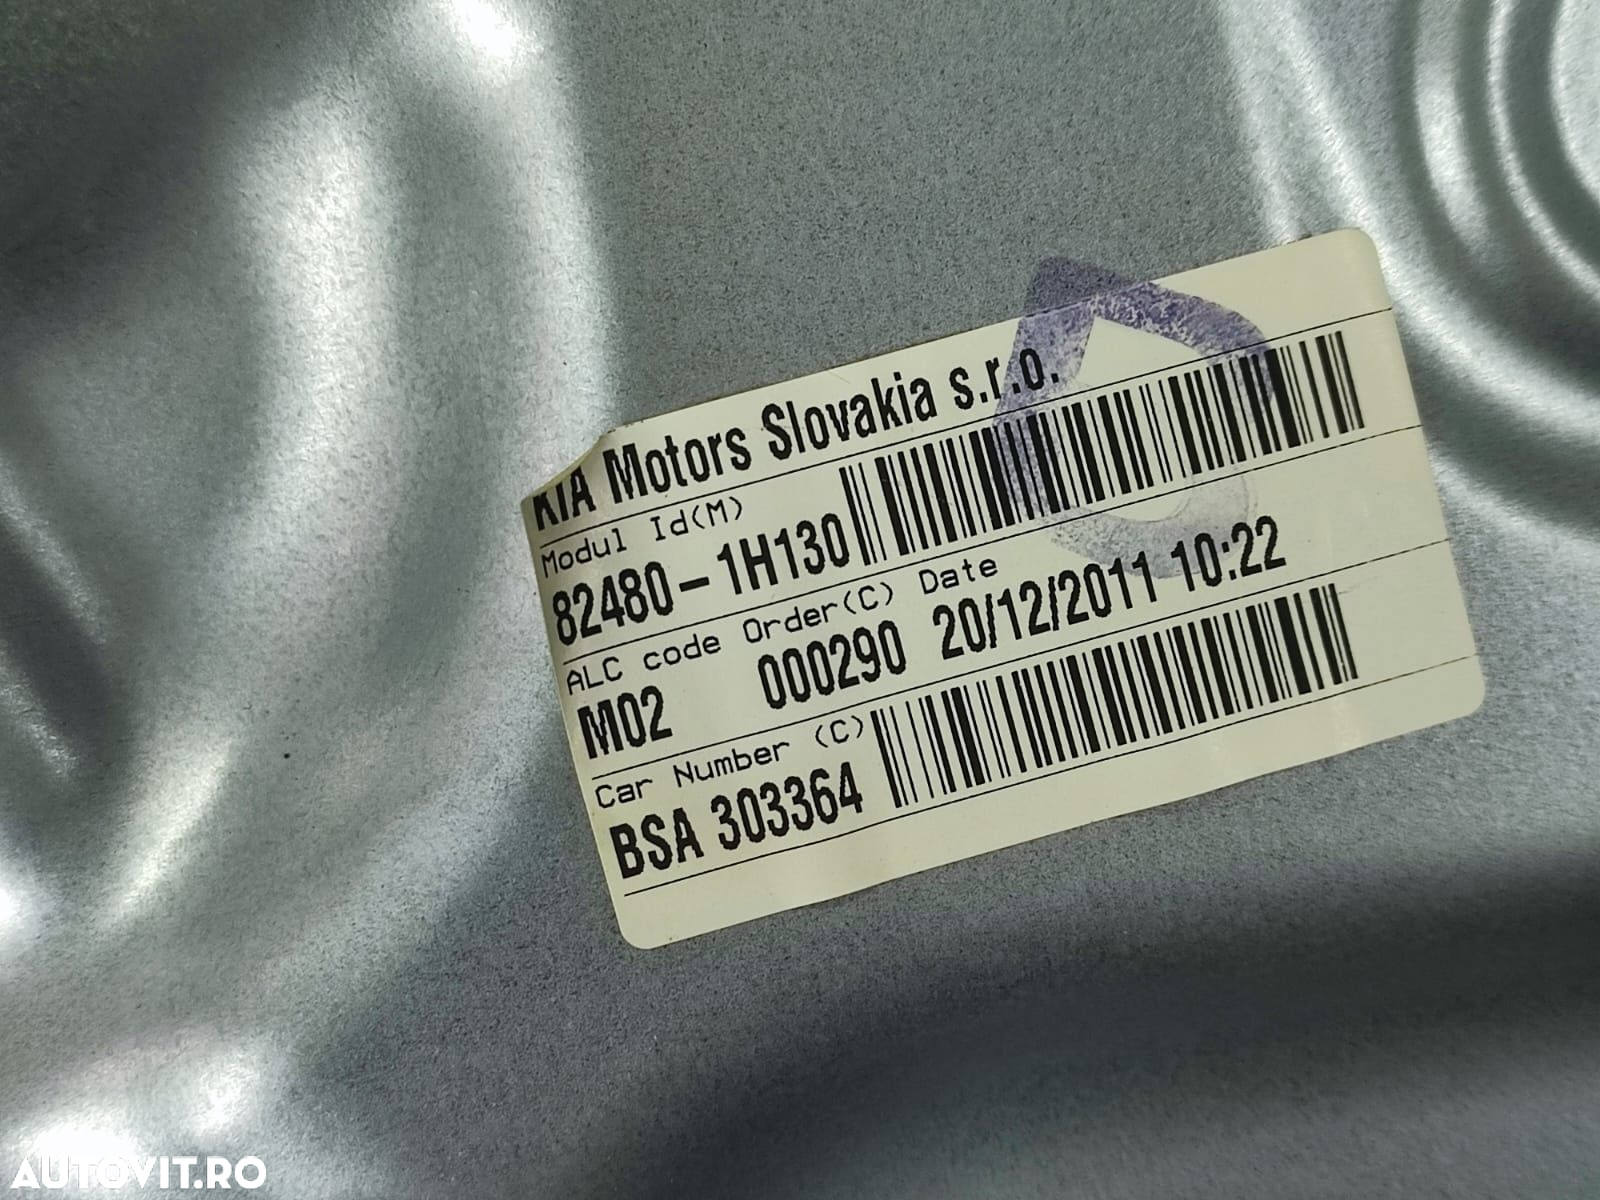 KIA Motors Slovakia s.r.o.
Modul Id(M)
82480-1H130
ALC code Order(C) Date
M02 000290 20/12/2011 10:22
Car Number (C)
BSA 303364
AUTOVIT.RO